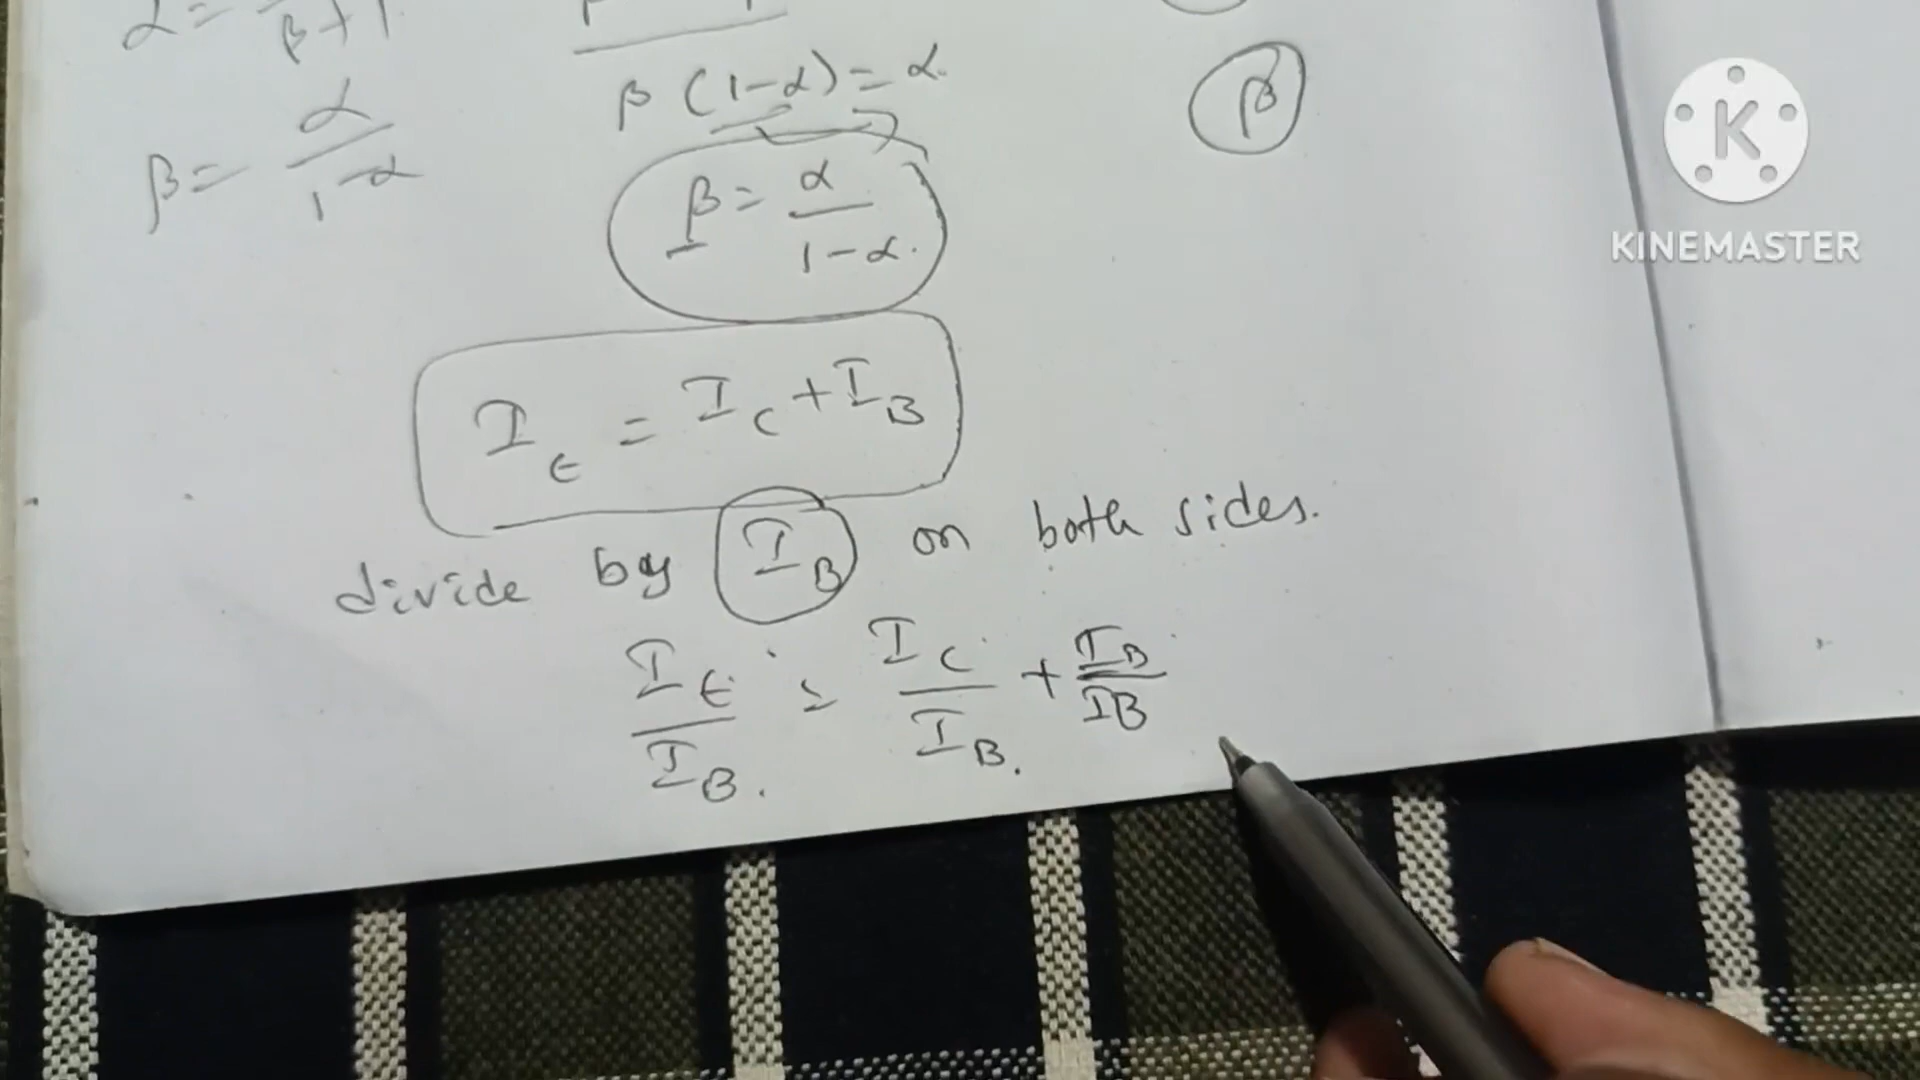 α = / β+1
β(1-α) = α
β
β = α / 1-α
β = α / 1-α.
I_E = I_C + I_B
divide by I_B on both sides.
I_E / I_B. = I_C / I_B. + I_B / I_B
K
KINEMASTER